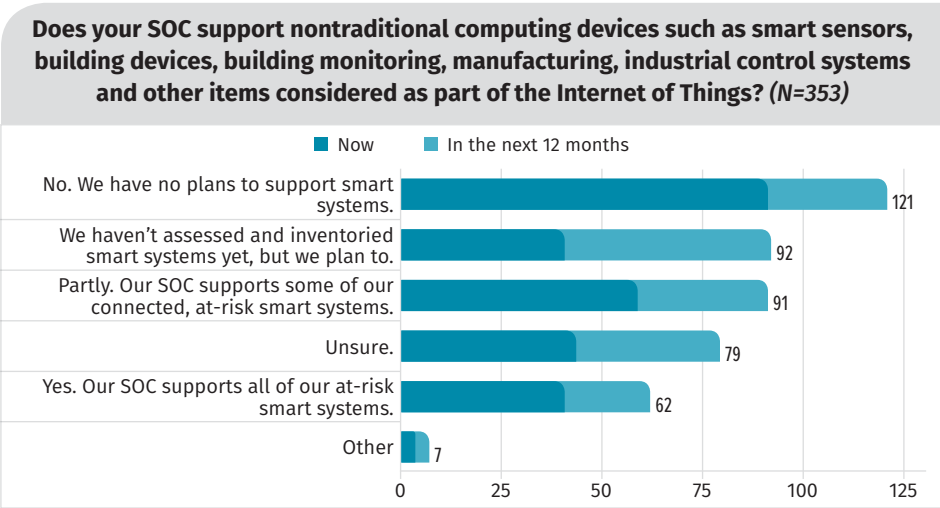 Does your SOC support nontraditional computing devices such as smart sensors,
building devices, building monitoring, manufacturing, industrial control systems
and other items considered as part of the Internet of Things? (N=353)
Now
In the next 12 months
No. We have no plans to support smart
systems.
121
We haven’t assessed and inventoried
smart systems yet, but we plan to.
92
Partly. Our SOC supports some of our
connected, at-risk smart systems.
91
Unsure.
79
Yes. Our SOC supports all of our at-risk
smart systems.
62
Other
7
0 25 50 75 100 125